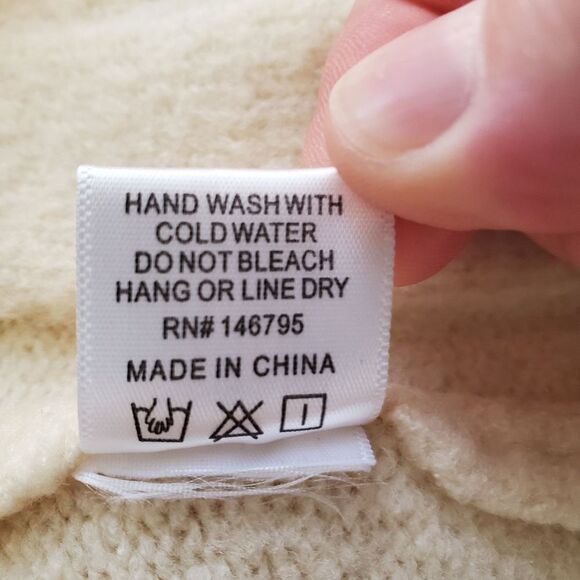 HAND WASH WITH
COLD WATER
DO NOT BLEACH
HANG OR LINE DRY
RN# 146795
MADE IN CHINA